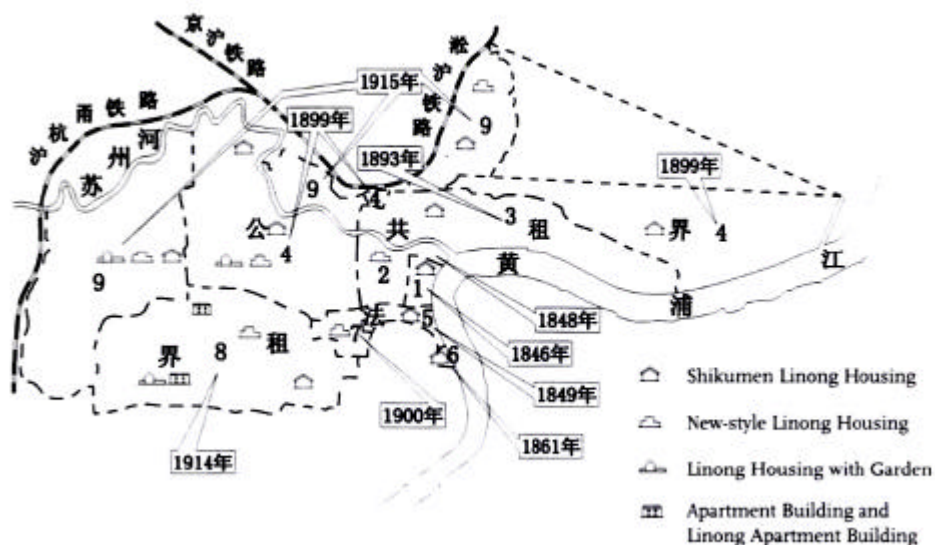 京沪铁路
淞沪铁路
沪杭甬铁路
苏州河
1915年
1899年
1893年
1899年
9
9
4
3
4
公共租界
4
2
9
1
黄浦江
法租界
5
7
6
8
1848年
1846年
1849年
1900年
1861年
1914年
Shikumen Linong Housing
New-style Linong Housing
Linong Housing with Garden
Apartment Building and
Linong Apartment Building